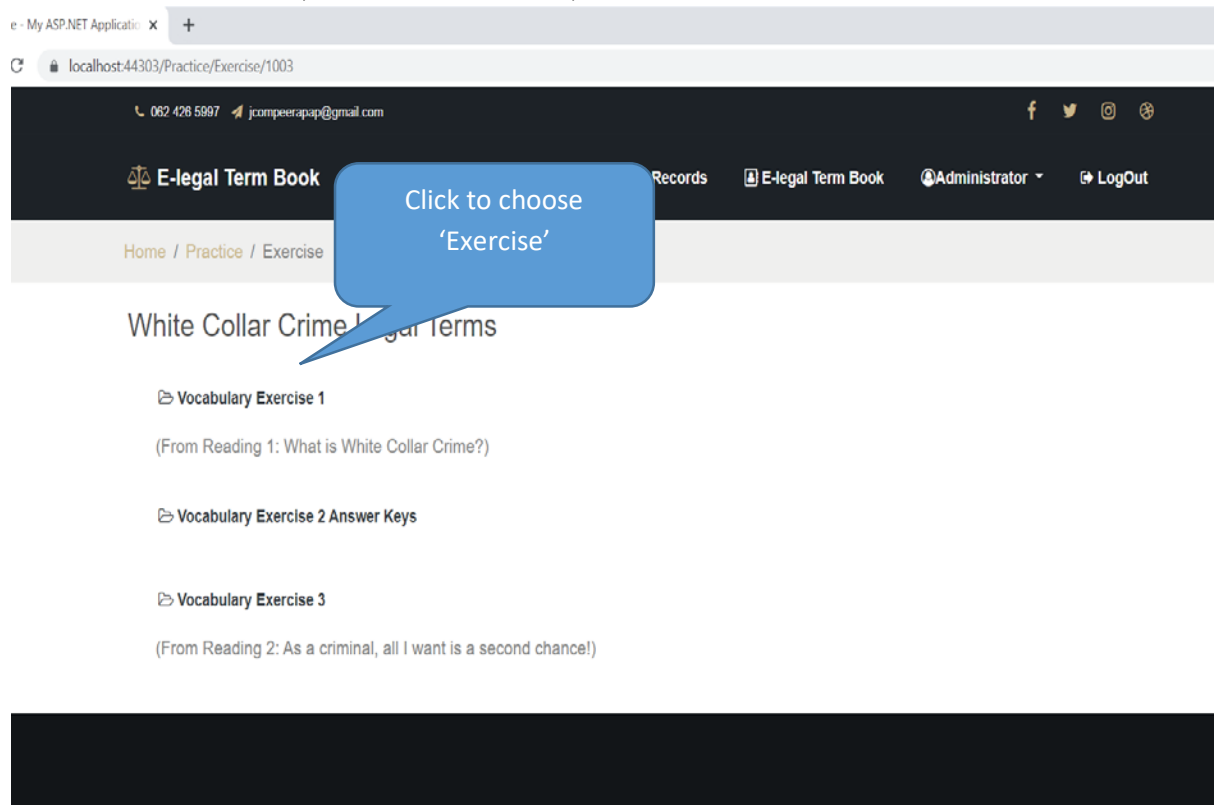 e - My ASP.NET Applicatio x +
localhost:44303/Practice/Exercise/1003
062 426 5997 jcompeerapap@gmail.com
E-legal Term Book Records E-legal Term Book Administrator LogOut
Click to choose
‘Exercise’
Home / Practice / Exercise
White Collar Crime Terms
Vocabulary Exercise 1
(From Reading 1: What is White Collar Crime?)
Vocabulary Exercise 2 Answer Keys
Vocabulary Exercise 3
(From Reading 2: As a criminal, all I want is a second chance!)